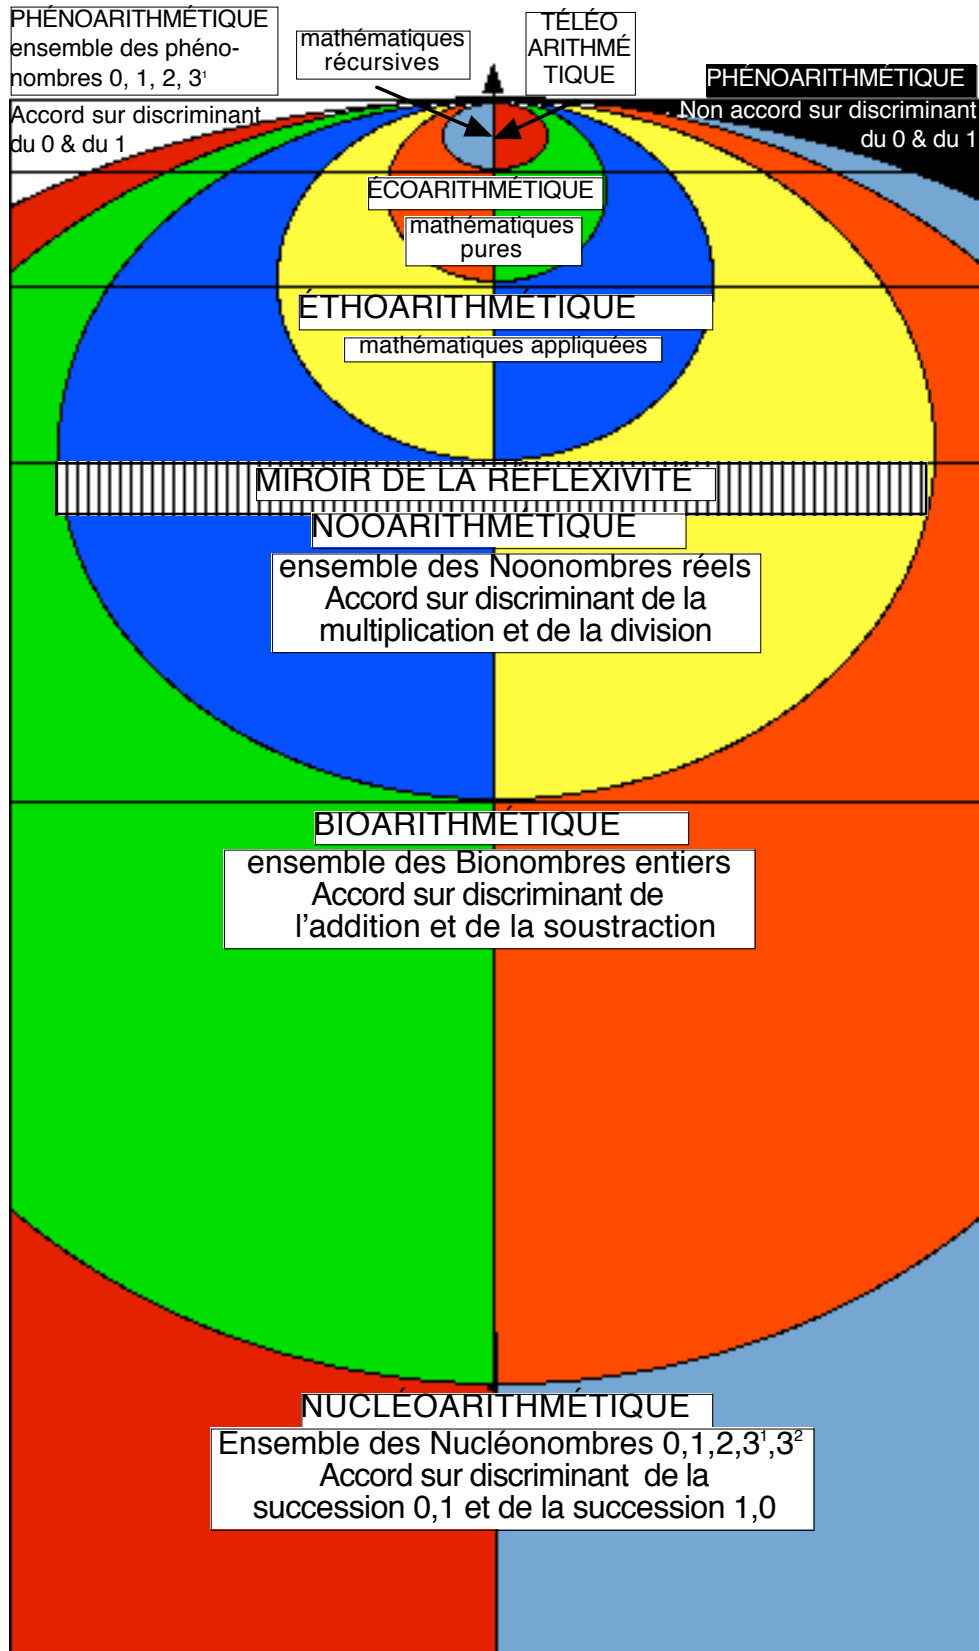 PHÉNOARITHMÉTIQUE
ensemble des phéno-
nombres 0, 1, 2, 3¹
Accord sur discriminant
du 0 & du 1
mathématiques
récursives
TÉLÉO
ARITHMÉ
TIQUE
PHÉNOARITHMÉTIQUE
Non accord sur discriminant
du 0 & du 1
ÉCOARITHMÉTIQUE
mathématiques
pures
ÉTHOARITHMÉTIQUE
mathématiques appliquées
MIROIR DE LA RÉFLEXIVITÉ
NOOARITHMÉTIQUE
ensemble des Noonombres réels
Accord sur discriminant de la
multiplication et de la division
BIOARITHMÉTIQUE
ensemble des Bionombres entiers
Accord sur discriminant de
l’addition et de la soustraction
NUCLÉOARITHMÉTIQUE
Ensemble des Nucléonombres 0,1,2,3¹,3²
Accord sur discriminant de la
succession 0,1 et de la succession 1,0